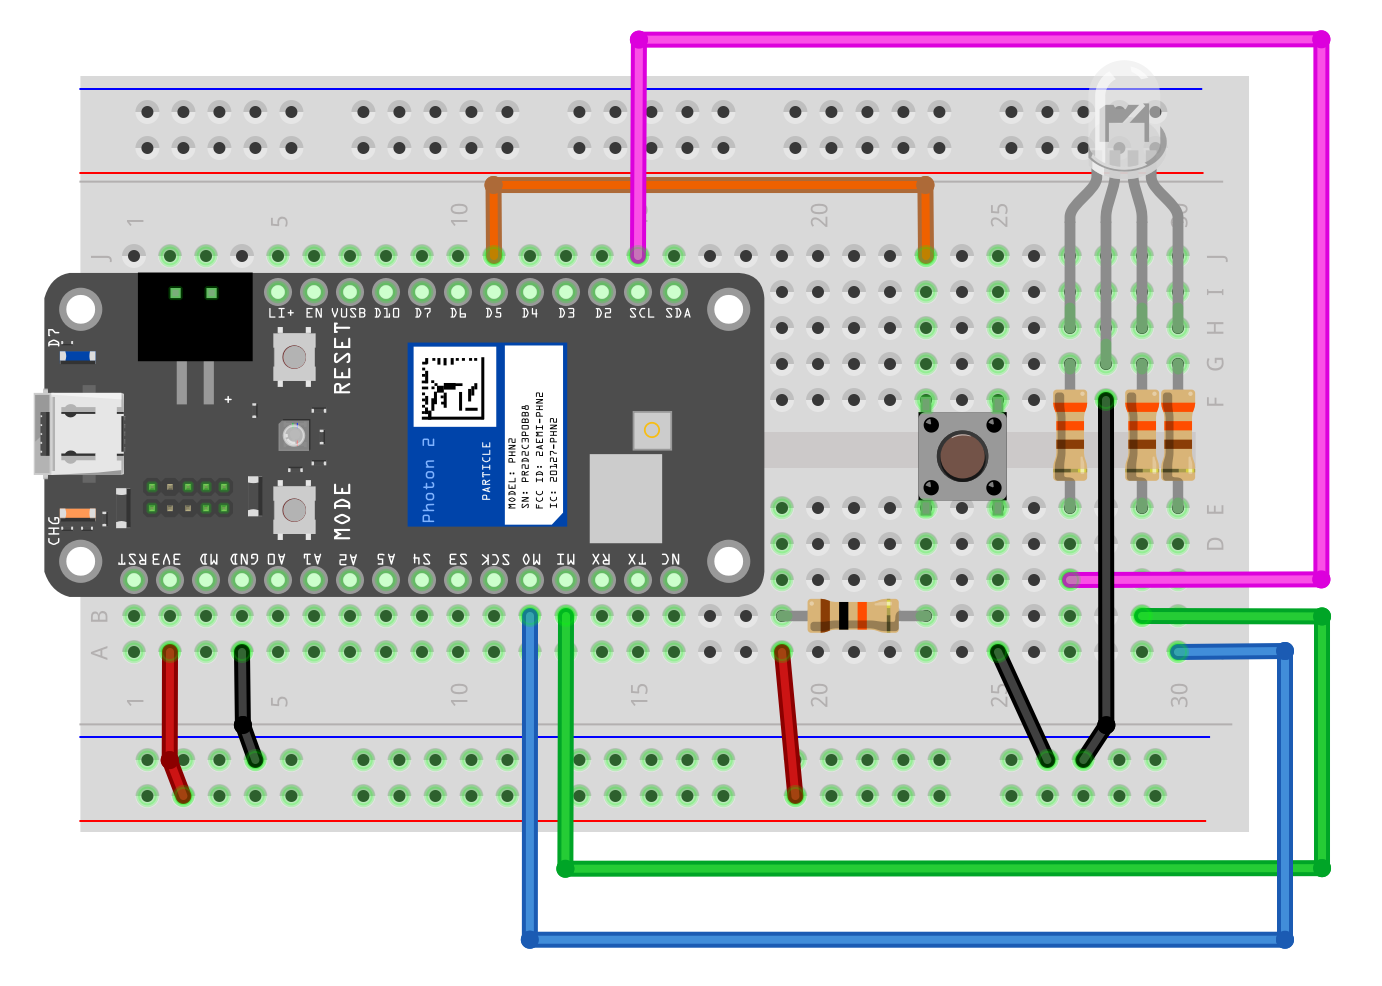 1 5 10 15 20 25 30
J J
I
H
G
F
E
D
B
A
LI+ EN VUSB D10 D7 D6 D5 D4 D3 D2 SCL SDA
D7
RESET
+
Photon 2
PARTICLE
MODEL: PHN2
SN: PR2D2C3PDBB8
FCC ID: 2AEMI-PHN2
IC: 20127-PHN2
MODE
CHG
RST 3V3 MD GND A0 A1 A2 A5 S4 S3 SCK SCK MO MI RX TX NC
1 5 10 15 20 25 30